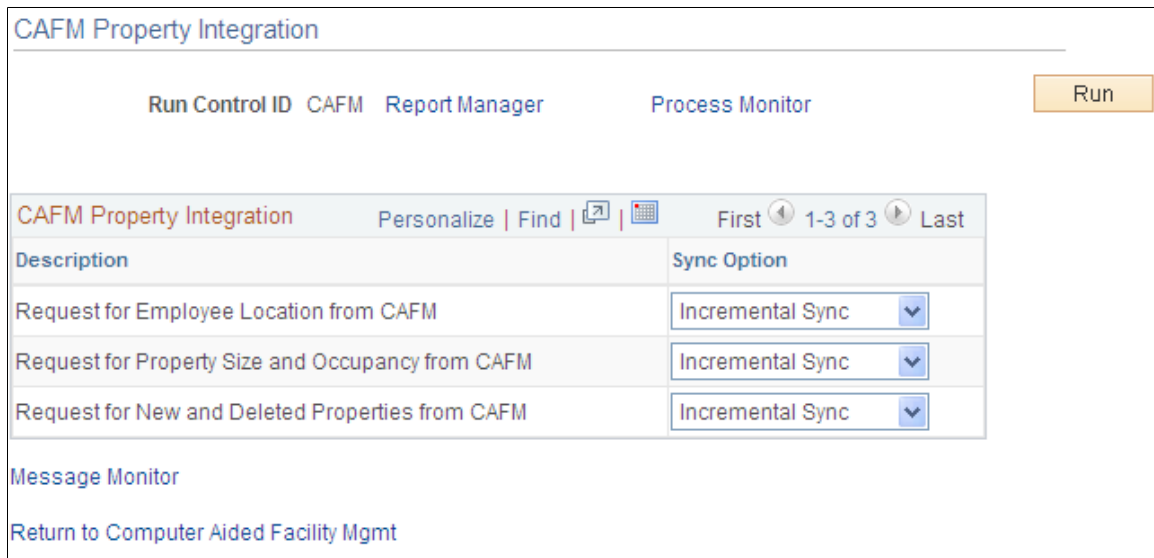 CAFM Property Integration
Run Control ID CAFM Report Manager Process Monitor Run
CAFM Property Integration Personalize | Find | | First 1-3 of 3 Last
Description Sync Option
Request for Employee Location from CAFM Incremental Sync
Request for Property Size and Occupancy from CAFM Incremental Sync
Request for New and Deleted Properties from CAFM Incremental Sync
Message Monitor
Return to Computer Aided Facility Mgmt